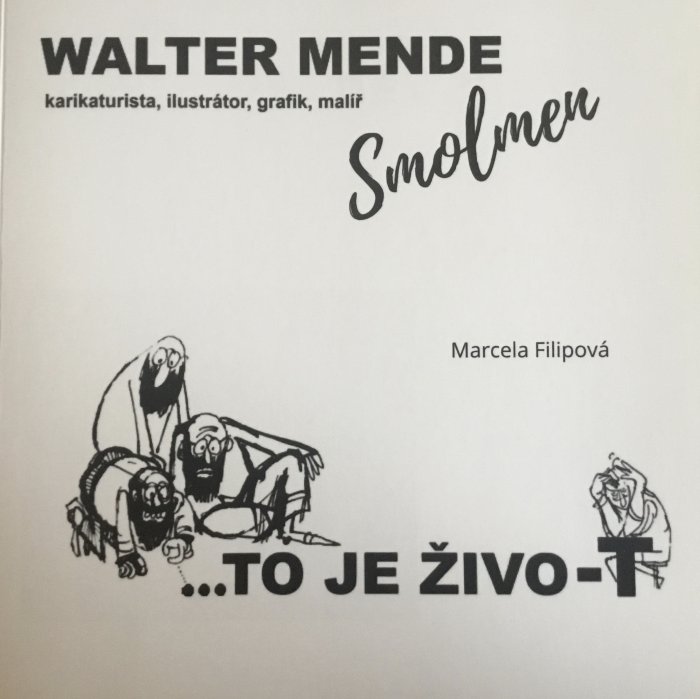 WALTER MENDE
karikaturista, ilustrátor, grafik, malíř
Smolmen
Marcela Filipová
...TO JE ŽIVO-T